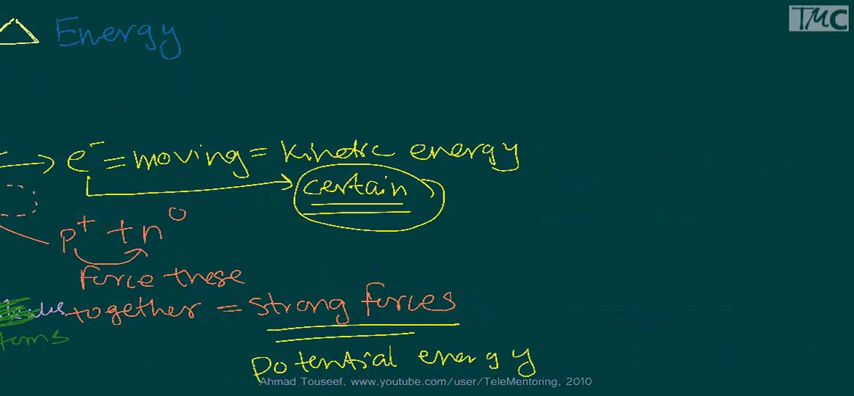 TMC
Δ Energy
→ e⁻ = moving = kinetic energy
certain
p⁺ + n⁰
force these
together = strong forces
potential energy
Ahmad Touseef, www.youtube.com/user/TeleMentoring, 2010